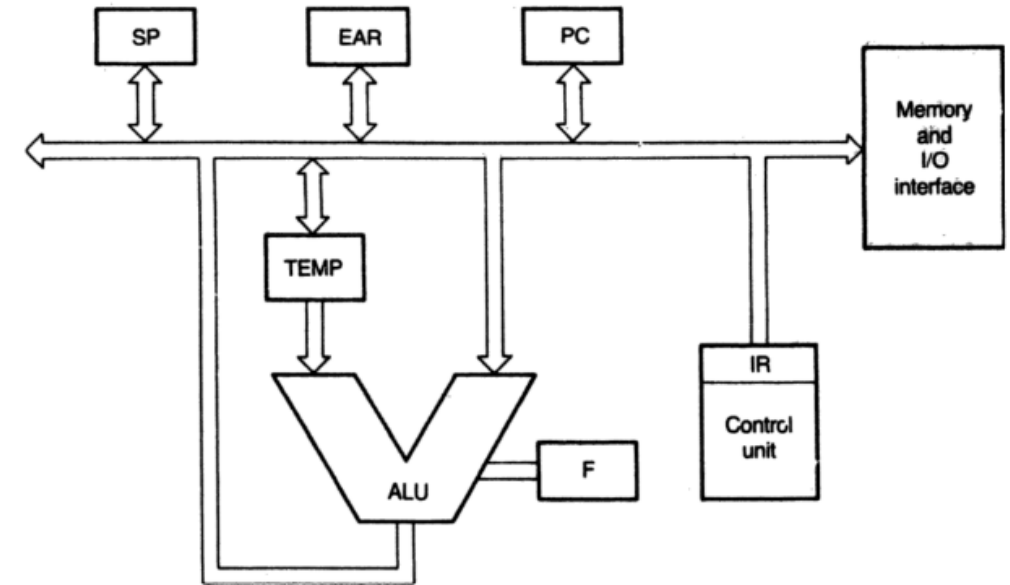 SP
EAR
PC
Memory
and
I/O
interface
TEMP
IR
Control
unit
F
ALU